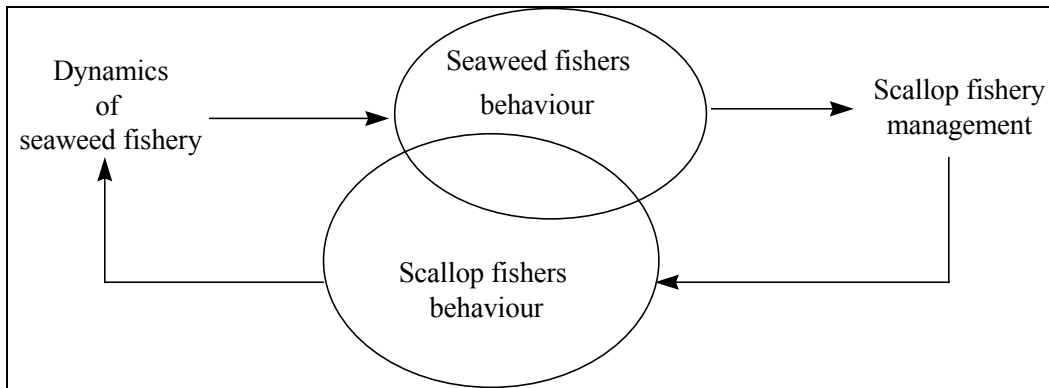 Dynamics
of
seaweed fishery
Seaweed fishers
behaviour
Scallop fishery
management
Scallop fishers
behaviour